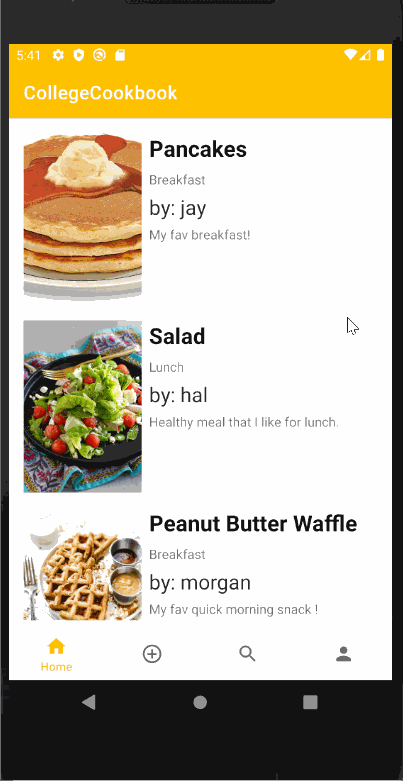 5:41
CollegeCookbook
Pancakes
Breakfast
by: jay
My fav breakfast!
Salad
Lunch
by: hal
Healthy meal that I like for lunch.
Peanut Butter Waffle
Breakfast
by: morgan
My fav quick morning snack !
Home